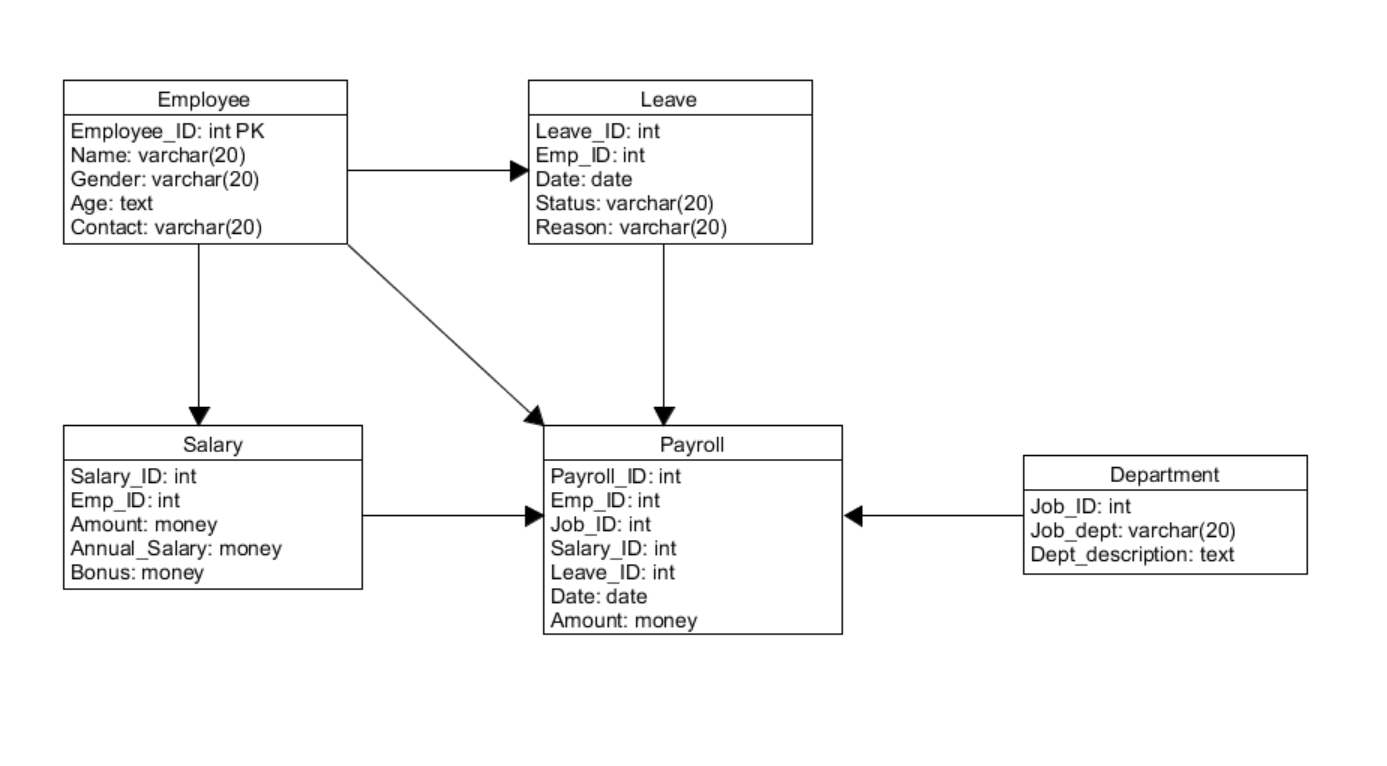 Employee
Employee_ID: int PK
Name: varchar(20)
Gender: varchar(20)
Age: text
Contact: varchar(20)
Leave
Leave_ID: int
Emp_ID: int
Date: date
Status: varchar(20)
Reason: varchar(20)
Salary
Salary_ID: int
Emp_ID: int
Amount: money
Annual_Salary: money
Bonus: money
Payroll
Payroll_ID: int
Emp_ID: int
Job_ID: int
Salary_ID: int
Leave_ID: int
Date: date
Amount: money
Department
Job_ID: int
Job_dept: varchar(20)
Dept_description: text